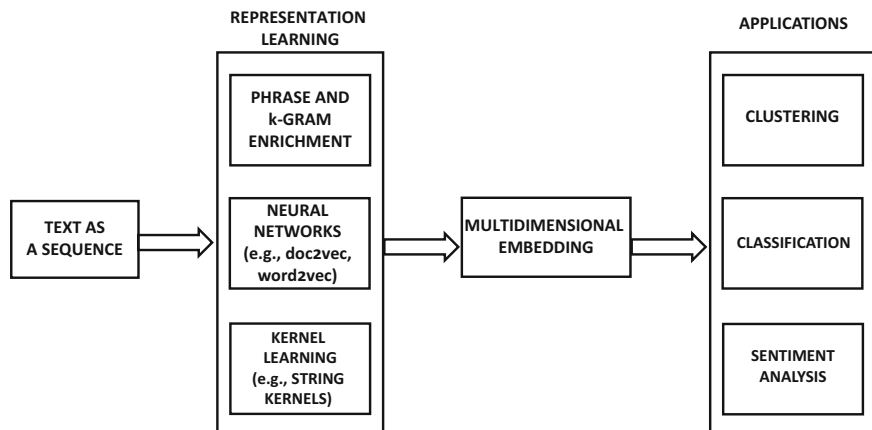 REPRESENTATION
LEARNING
PHRASE AND
k-GRAM
ENRICHMENT
NEURAL
NETWORKS
(e.g., doc2vec,
word2vec)
KERNEL
LEARNING
(e.g., STRING
KERNELS)
TEXT AS
A SEQUENCE
MULTIDIMENSIONAL
EMBEDDING
APPLICATIONS
CLUSTERING
CLASSIFICATION
SENTIMENT
ANALYSIS